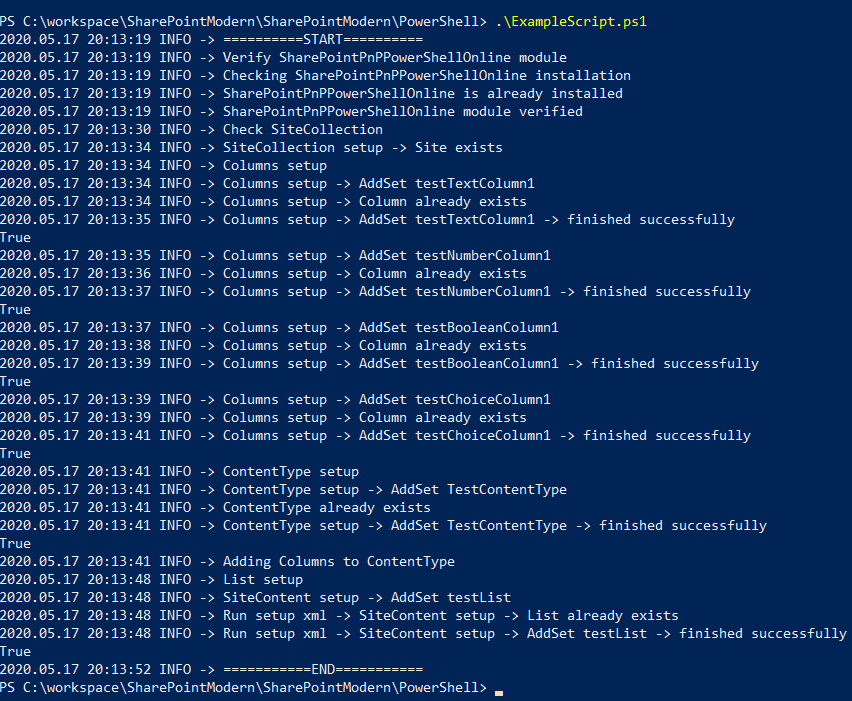 PS C:\workspace\SharePointModern\SharePointModern\PowerShell> .\ExampleScript.ps1
2020.05.17 20:13:19 INFO -> ==========START==========
2020.05.17 20:13:19 INFO -> Verify SharePointPnPPowerShellOnline module
2020.05.17 20:13:19 INFO -> Checking SharePointPnPPowerShellOnline installation
2020.05.17 20:13:19 INFO -> SharePointPnPPowerShellOnline is already installed
2020.05.17 20:13:19 INFO -> SharePointPnPPowerShellOnline module verified
2020.05.17 20:13:30 INFO -> Check SiteCollection
2020.05.17 20:13:34 INFO -> SiteCollection setup -> Site exists
2020.05.17 20:13:34 INFO -> Columns setup
2020.05.17 20:13:34 INFO -> Columns setup -> AddSet testTextColumn1
2020.05.17 20:13:34 INFO -> Columns setup -> Column already exists
2020.05.17 20:13:35 INFO -> Columns setup -> AddSet testTextColumn1 -> finished successfully
True
2020.05.17 20:13:35 INFO -> Columns setup -> AddSet testNumberColumn1
2020.05.17 20:13:36 INFO -> Columns setup -> Column already exists
2020.05.17 20:13:37 INFO -> Columns setup -> AddSet testNumberColumn1 -> finished successfully
True
2020.05.17 20:13:37 INFO -> Columns setup -> AddSet testBooleanColumn1
2020.05.17 20:13:38 INFO -> Columns setup -> Column already exists
2020.05.17 20:13:39 INFO -> Columns setup -> AddSet testBooleanColumn1 -> finished successfully
True
2020.05.17 20:13:39 INFO -> Columns setup -> AddSet testChoiceColumn1
2020.05.17 20:13:39 INFO -> Columns setup -> Column already exists
2020.05.17 20:13:41 INFO -> Columns setup -> AddSet testChoiceColumn1 -> finished successfully
True
2020.05.17 20:13:41 INFO -> ContentType setup
2020.05.17 20:13:41 INFO -> ContentType setup -> AddSet TestContentType
2020.05.17 20:13:41 INFO -> ContentType already exists
2020.05.17 20:13:41 INFO -> ContentType setup -> AddSet TestContentType -> finished successfully
True
2020.05.17 20:13:41 INFO -> Adding Columns to ContentType
2020.05.17 20:13:48 INFO -> List setup
2020.05.17 20:13:48 INFO -> SiteContent setup -> AddSet testList
2020.05.17 20:13:48 INFO -> Run setup xml -> SiteContent setup -> List already exists
2020.05.17 20:13:48 INFO -> Run setup xml -> SiteContent setup -> AddSet testList -> finished successfully
True
2020.05.17 20:13:52 INFO -> ===========END===========
PS C:\workspace\SharePointModern\SharePointModern\PowerShell>